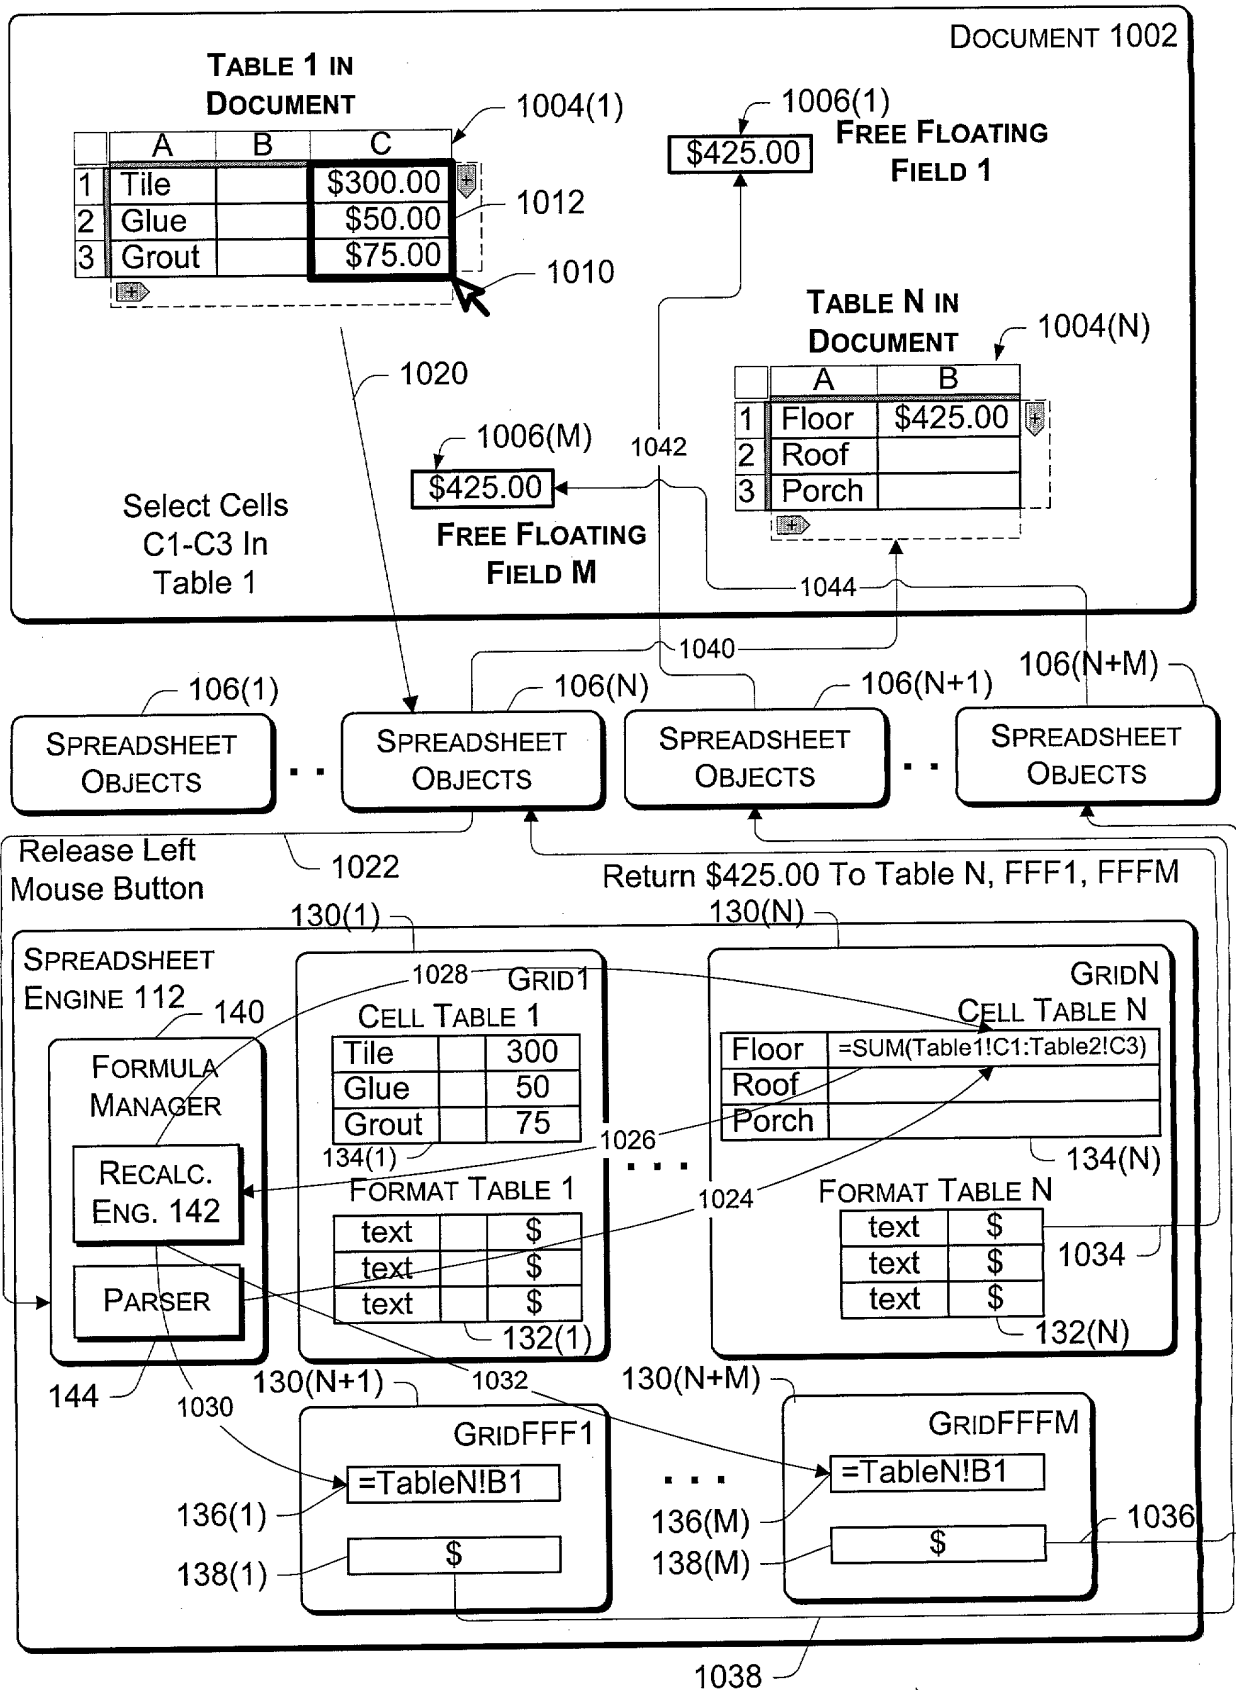 DOCUMENT 1002
TABLE 1 IN
DOCUMENT
1004(1)
A B C
1 Tile $300.00
2 Glue $50.00
3 Grout $75.00
+
+
1012
1010
1006(1)
$425.00
FREE FLOATING
FIELD 1
TABLE N IN
DOCUMENT
1004(N)
A B
1 Floor $425.00
2 Roof
3 Porch
+
+
1020
1042
1006(M)
$425.00
FREE FLOATING
FIELD M
Select Cells
C1-C3 In
Table 1
1044
1040
106(1)
106(N)
106(N+1)
106(N+M)
SPREADSHEET
OBJECTS
. .
SPREADSHEET
OBJECTS
SPREADSHEET
OBJECTS
. .
SPREADSHEET
OBJECTS
Release Left
Mouse Button
1022
Return $425.00 To Table N, FFF1, FFFM
130(1)
130(N)
SPREADSHEET
ENGINE 112
140
FORMULA
MANAGER
RECALC.
ENG. 142
PARSER
144
1028
GRID1
CELL TABLE 1
Tile 300
Glue 50
Grout 75
134(1)
FORMAT TABLE 1
text $
text $
text $
132(1)
1026
. . .
1024
GRIDN
CELL TABLE N
Floor =SUM(Table1!C1:Table2!C3)
Roof
Porch
134(N)
FORMAT TABLE N
text $
text $
text $
1034
132(N)
1030
130(N+1)
1032
130(N+M)
GRIDFFF1
=TableN!B1
136(1)
$
138(1)
. . .
GRIDFFFM
=TableN!B1
136(M)
$
138(M)
1036
1038